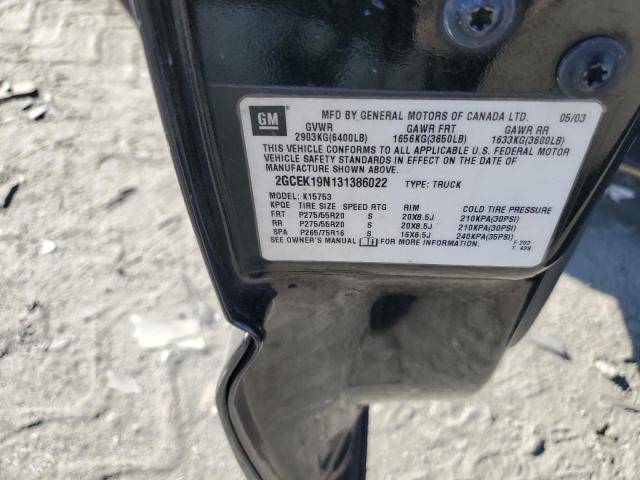 GM
MFD BY GENERAL MOTORS OF CANADA LTD. 05/03
GVWR GAWR FRT GAWR RR
2903KG(6400LB) 1656KG(3650LB) 1633KG(3600LB)
THIS VEHICLE CONFORMS TO ALL APPLICABLE U.S. FEDERAL MOTOR
VEHICLE SAFETY STANDARDS IN EFFECT ON THE DATE OF
MANUFACTURE SHOWN ABOVE.
2GCEK19N131386022 TYPE: TRUCK
MODEL: K15753
KPQE TIRE SIZE SPEED RTG RIM COLD TIRE PRESSURE
FRT P275/55R20 S 20X8.5J 210KPA(30PSI)
RR P275/55R20 S 20X8.5J 210KPA(30PSI)
SPA P265/75R16 S 16X6.5J 240KPA(35PSI)
SEE OWNER'S MANUAL FOR MORE INFORMATION. F 202
T 428